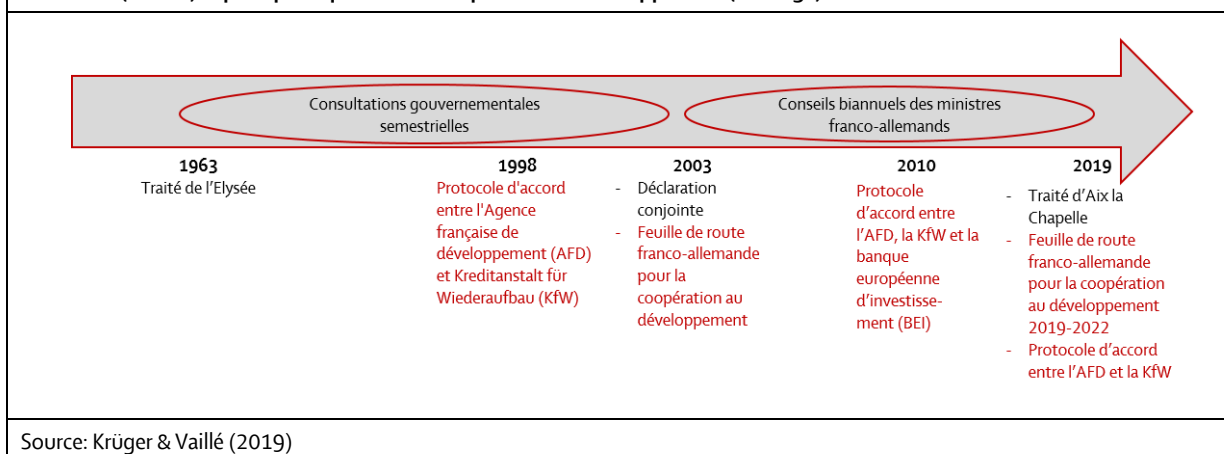 Consultations gouvernementales
semestrielles
Conseils biannuels des ministres
franco-allemands
1963
Traité de l'Elysée
1998
Protocole d'accord
entre l'Agence
française de
développement (AFD)
et Kreditanstalt für
Wiederaufbau (KfW)
2003
- Déclaration
conjointe
- Feuille de route
franco-allemande
pour la
coopération au
développement
2010
Protocole
d'accord entre
l'AFD, la KfW et la
banque
européenne
d'investisse-
ment (BEI)
2019
- Traité d'Aix la
Chapelle
- Feuille de route
franco-allemande
pour la coopération
au développement
2019-2022
- Protocole d'accord
entre l'AFD et la KfW
Source: Krüger & Vaillé (2019)